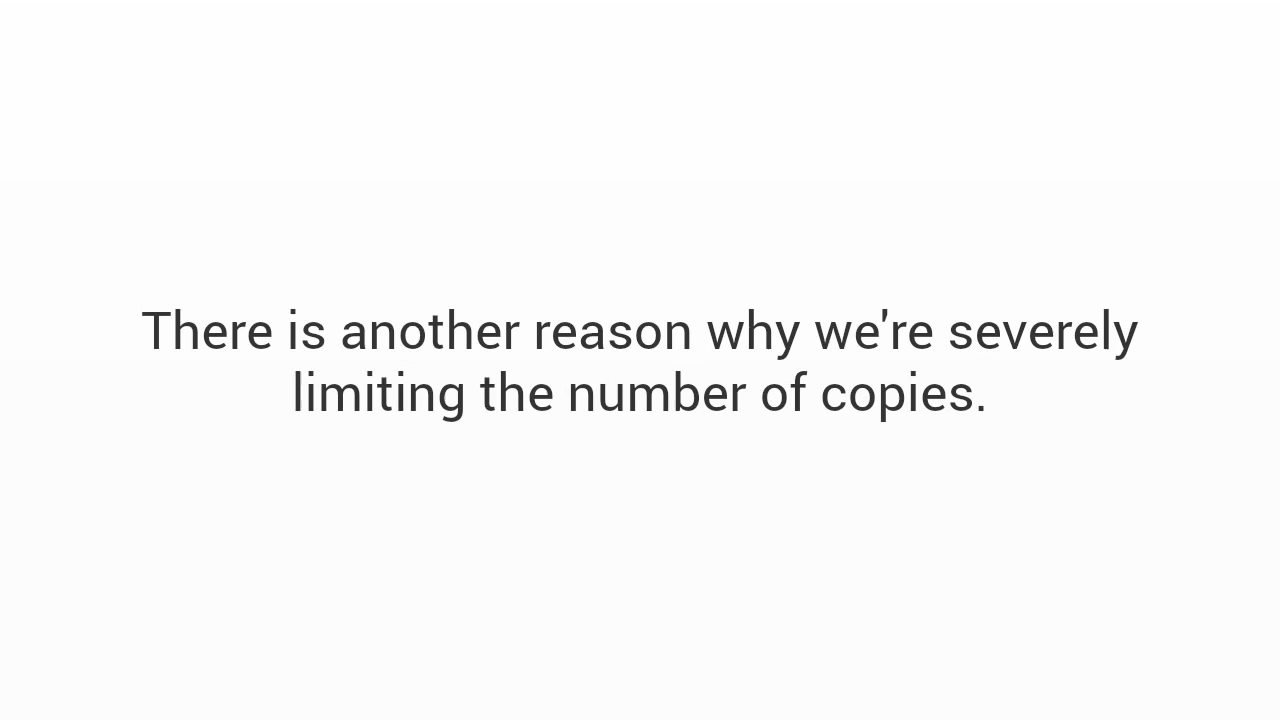 There is another reason why we're severely
limiting the number of copies.